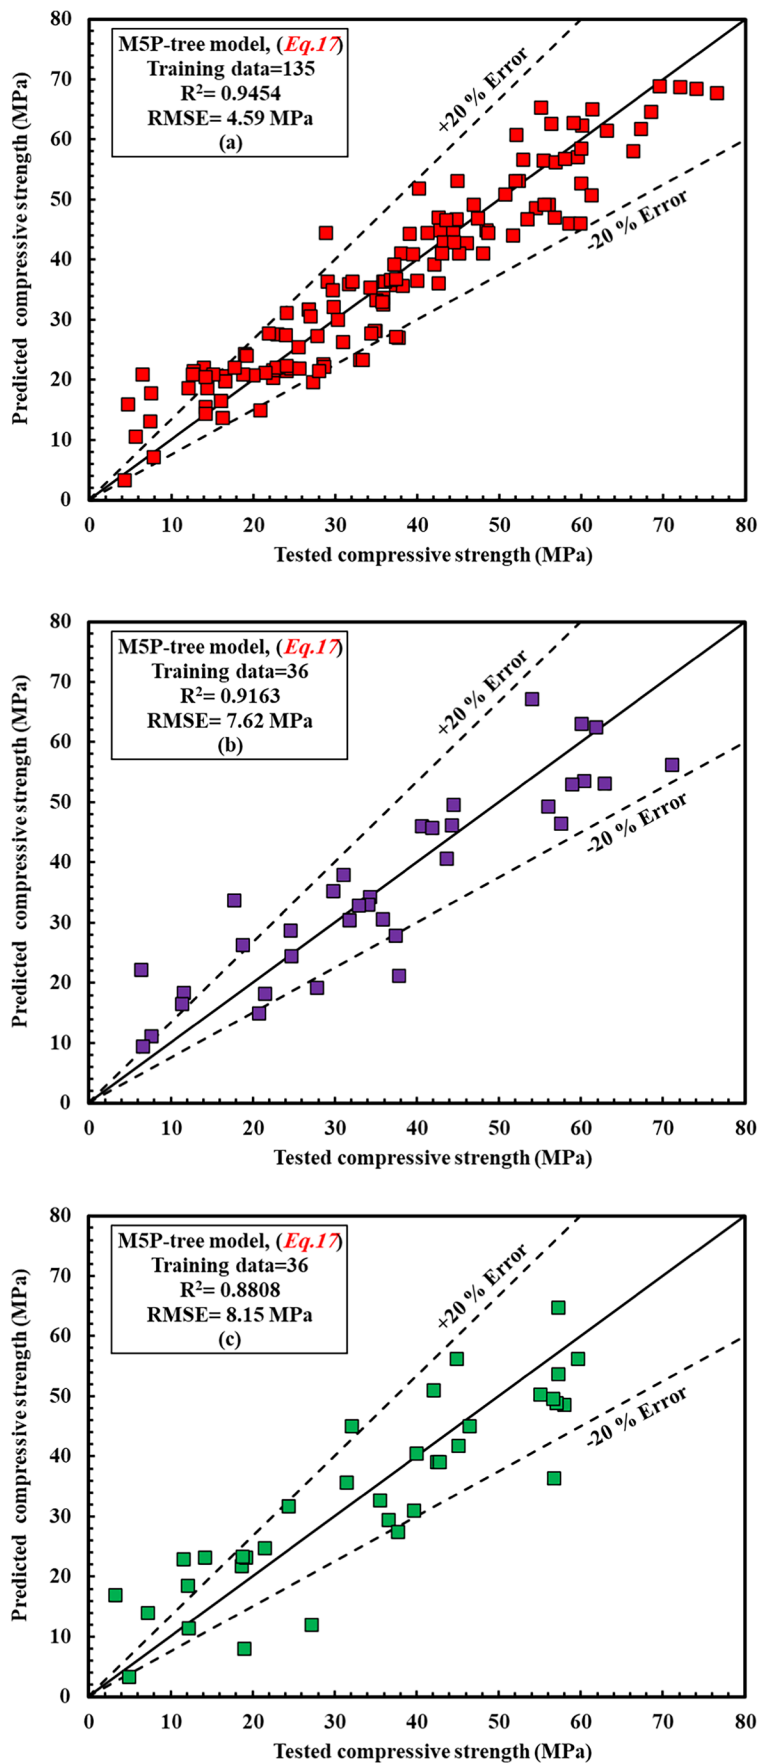 M5P-tree model, (Eq.17)
Training data=135
R²= 0.9454
RMSE= 4.59 MPa
(a)
+20 % Error
-20 % Error
80
70
60
50
40
30
20
10
0
0 10 20 30 40 50 60 70 80
Predicted compressive strength (MPa)
Tested compressive strength (MPa)
M5P-tree model, (Eq.17)
Training data=36
R²= 0.9163
RMSE= 7.62 MPa
(b)
+20 % Error
-20 % Error
80
70
60
50
40
30
20
10
0
0 10 20 30 40 50 60 70 80
Predicted compressive strength (MPa)
Tested compressive strength (MPa)
M5P-tree model, (Eq.17)
Training data=36
R²= 0.8808
RMSE= 8.15 MPa
(c)
+20 % Error
-20 % Error
80
70
60
50
40
30
20
10
0
0 10 20 30 40 50 60 70 80
Predicted compressive strength (MPa)
Tested compressive strength (MPa)